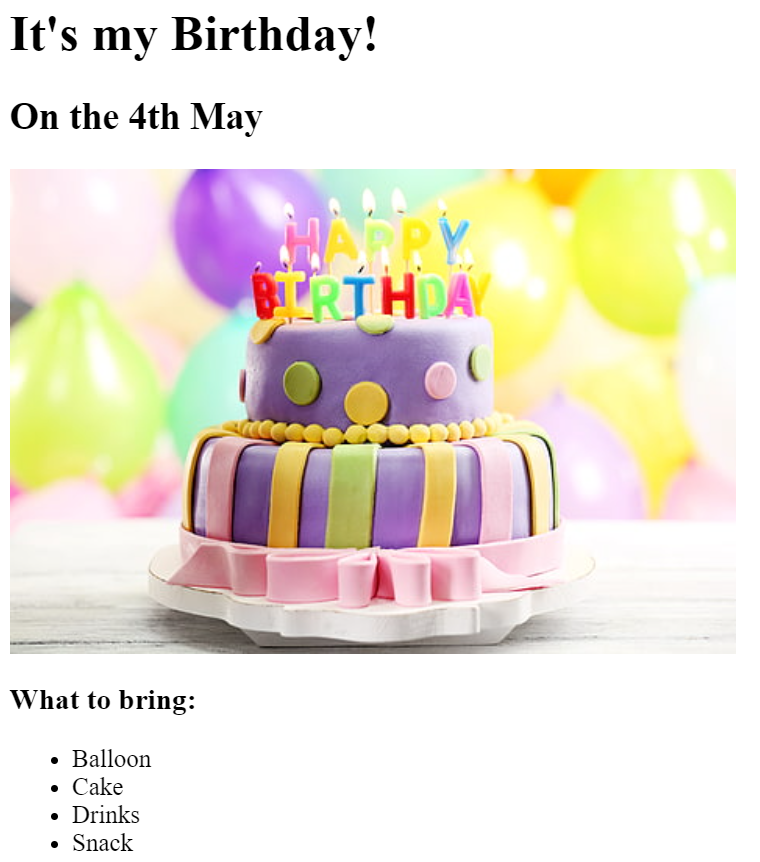 It's my Birthday!
On the 4th May
HAPPY
BIRTHDAY
What to bring:
Balloon
Cake
Drinks
Snack